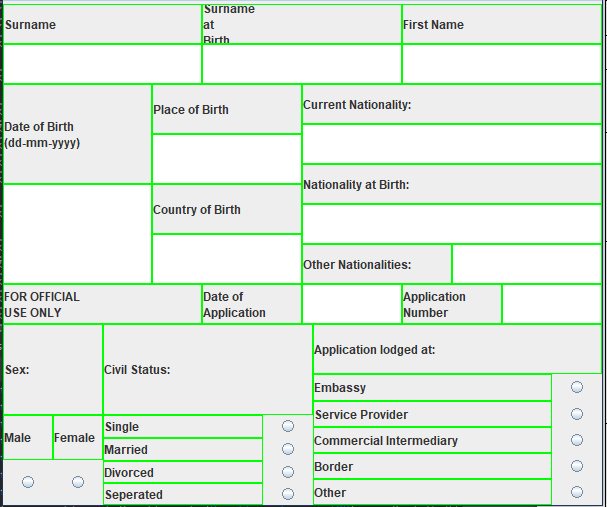 Surname
Surname
at
Birth
First Name
Date of Birth
(dd-mm-yyyy)
Place of Birth
Current Nationality:
Nationality at Birth:
Country of Birth
Other Nationalities:
FOR OFFICIAL
USE ONLY
Date of
Application
Application
Number
Sex:
Civil Status:
Application lodged at:
Embassy
Service Provider
Commercial Intermediary
Border
Other
Male
Female
Single
Married
Divorced
Seperated